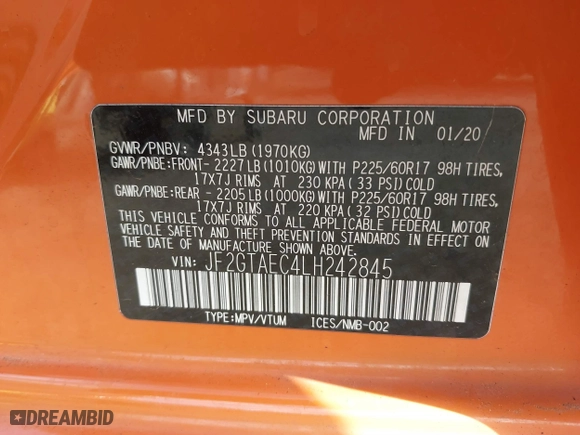 MFD BY SUBARU CORPORATION
MFD IN 01/20
GVWR/PNBV: 4343LB(1970KG)
GAWR/PNBE:FRONT- 2227LB(1010KG)WITH P225/60R17 98H TIRES,
17X7J RIMS AT 230 KPA(33 PSI)COLD
GAWR/PNBE:REAR - 2205LB(1000KG)WITH P225/60R17 98H TIRES,
17X7J RIMS AT 220 KPA(32 PSI)COLD
THIS VEHICLE CONFORMS TO ALL APPLICABLE FEDERAL MOTOR
VEHICLE SAFETY AND THEFT PREVENTION STANDARDS IN EFFECT
ON THE DATE OF MANUFACTURE SHOWN ABOVE.
VIN: JF2GTAEC4LH242845
TYPE:MPV/VTUM ICES/NMB-002
DREAMBID